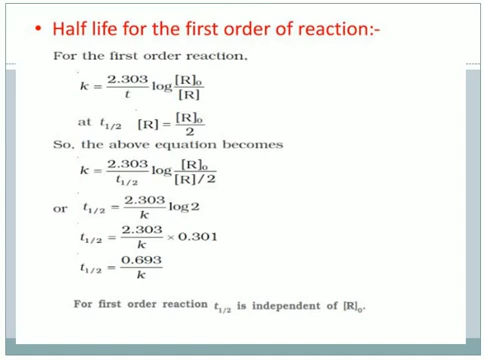 • Half life for the first order of reaction:-
For the first order reaction,
k = 2.303/t log [R]₀/[R]
at t₁/₂ [R] = [R]₀/2
So, the above equation becomes
k = 2.303/t₁/₂ log [R]₀/[R]/2
or t₁/₂ = 2.303/k log 2
t₁/₂ = 2.303/k × 0.301
t₁/₂ = 0.693/k
For first order reaction t₁/₂ is independent of [R]₀.